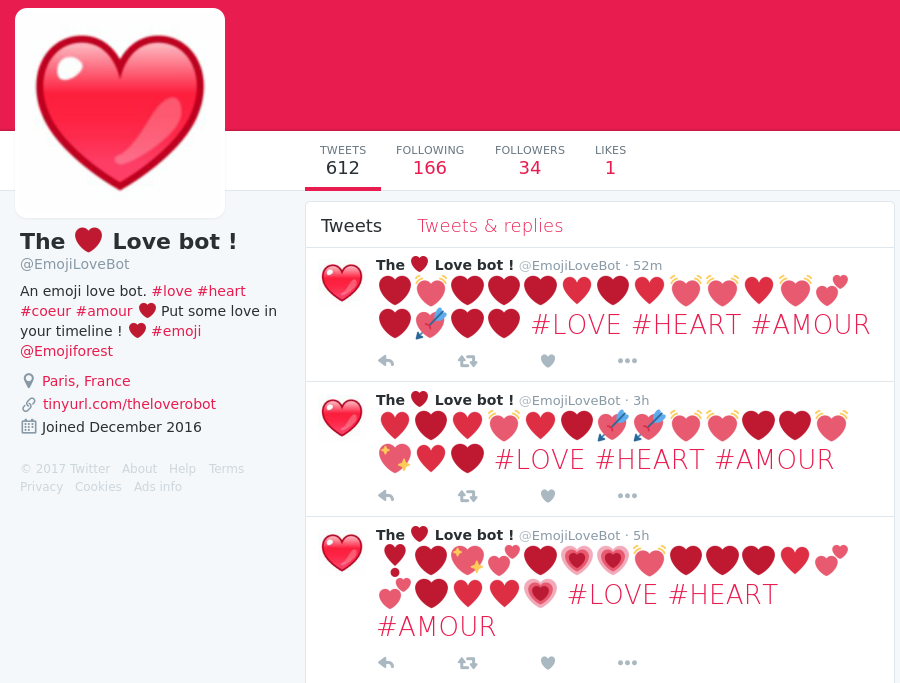 TWEETS FOLLOWING FOLLOWERS LIKES
612 166 34 1
The ❤ Love bot !
@EmojiLoveBot
An emoji love bot. #love #heart
#coeur #amour ❤ Put some love in
your timeline ! ❤ #emoji
@Emojiforest
Paris, France
tinyurl.com/theloverobot
Joined December 2016
© 2017 Twitter About Help Terms
Privacy Cookies Ads info
Tweets Tweets & replies
The ❤ Love bot ! @EmojiLoveBot · 52m
❤💓❤❤❤♥❤♥💓💓♥💓💕
❤💘❤❤ #LOVE #HEART #AMOUR
The ❤ Love bot ! @EmojiLoveBot · 3h
♥❤♥💓♥❤💘💘💓💓❤❤💓
💖♥❤ #LOVE #HEART #AMOUR
The ❤ Love bot ! @EmojiLoveBot · 5h
❣❤💖💕❤💗💗💓❤❤❤♥💕
💕❤♥♥💗 #LOVE #HEART
#AMOUR